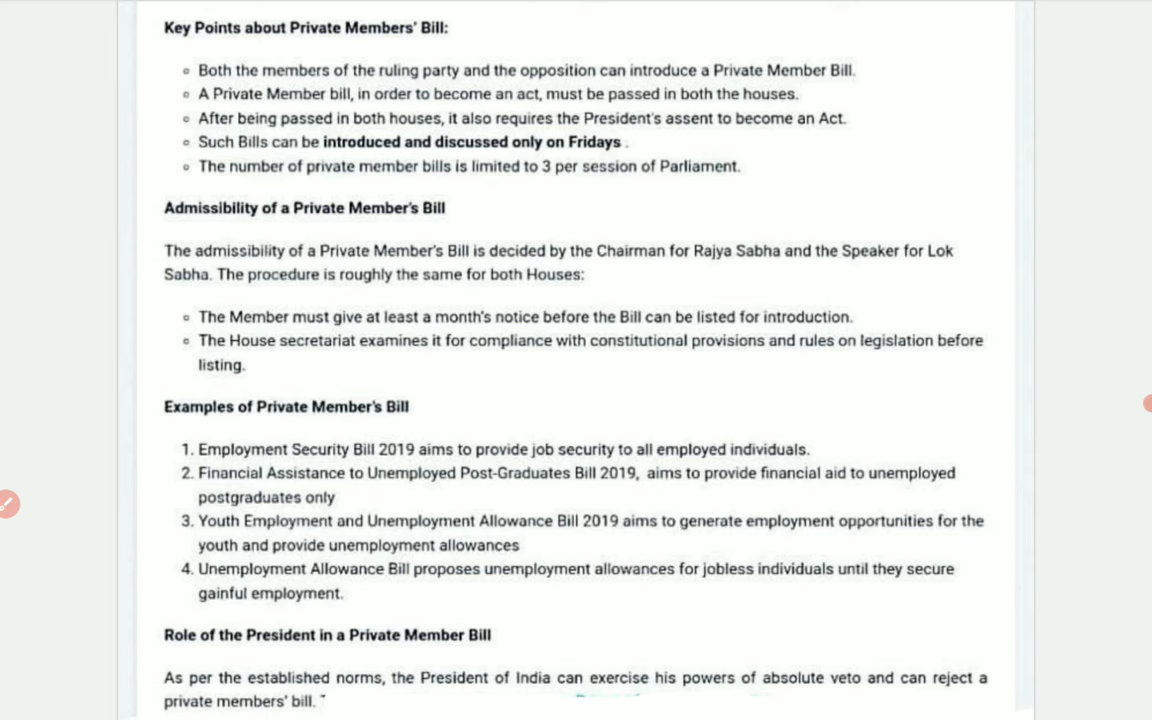 Key Points about Private Members' Bill:
Both the members of the ruling party and the opposition can introduce a Private Member Bill.
A Private Member bill, in order to become an act, must be passed in both the houses.
After being passed in both houses, it also requires the President's assent to become an Act.
Such Bills can be introduced and discussed only on Fridays .
The number of private member bills is limited to 3 per session of Parliament.
Admissibility of a Private Member's Bill
The admissibility of a Private Member's Bill is decided by the Chairman for Rajya Sabha and the Speaker for Lok
Sabha. The procedure is roughly the same for both Houses:
The Member must give at least a month's notice before the Bill can be listed for introduction.
The House secretariat examines it for compliance with constitutional provisions and rules on legislation before
listing.
Examples of Private Member's Bill
1. Employment Security Bill 2019 aims to provide job security to all employed individuals.
2. Financial Assistance to Unemployed Post-Graduates Bill 2019, aims to provide financial aid to unemployed
postgraduates only
3. Youth Employment and Unemployment Allowance Bill 2019 aims to generate employment opportunities for the
youth and provide unemployment allowances
4. Unemployment Allowance Bill proposes unemployment allowances for jobless individuals until they secure
gainful employment.
Role of the President in a Private Member Bill
As per the established norms, the President of India can exercise his powers of absolute veto and can reject a
private members' bill.